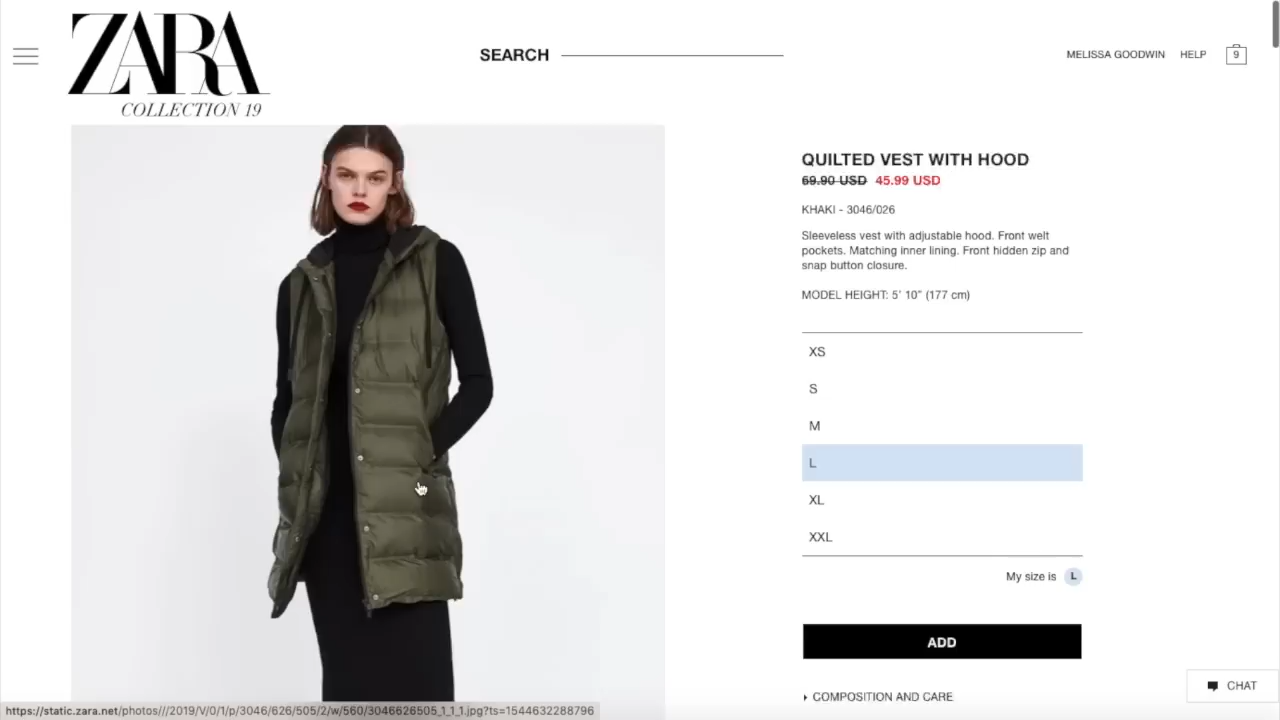 ZARA
COLLECTION 19
SEARCH
MELISSA GOODWIN
HELP
9
QUILTED VEST WITH HOOD
69.90 USD 45.99 USD
KHAKI - 3046/026
Sleeveless vest with adjustable hood. Front welt
pockets. Matching inner lining. Front hidden zip and
snap button closure.
MODEL HEIGHT: 5' 10" (177 cm)
XS
S
M
L
XL
XXL
My size is L
ADD
COMPOSITION AND CARE
CHAT
https://static.zara.net/photos///2019/V/0/1/p/3046/626/505/2/w/560/3046626505_1_1_1.jpg?ts=1544632288796